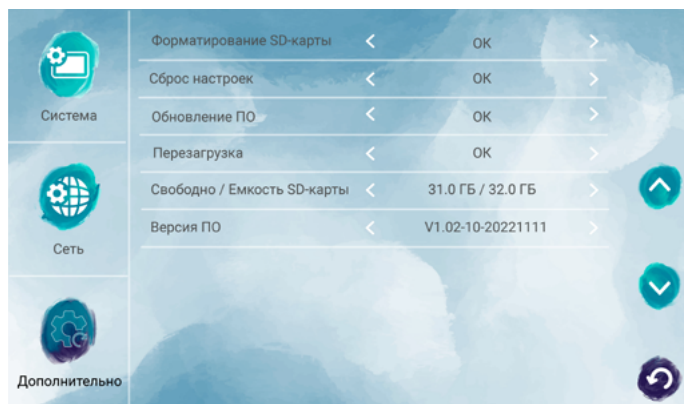 Форматирование SD-карты OK
Сброс настроек OK
Система
Обновление ПО OK
Перезагрузка OK
Свободно / Емкость SD-карты 31.0 ГБ / 32.0 ГБ
Версия ПО V1.02-10-20221111
Сеть
Дополнительно